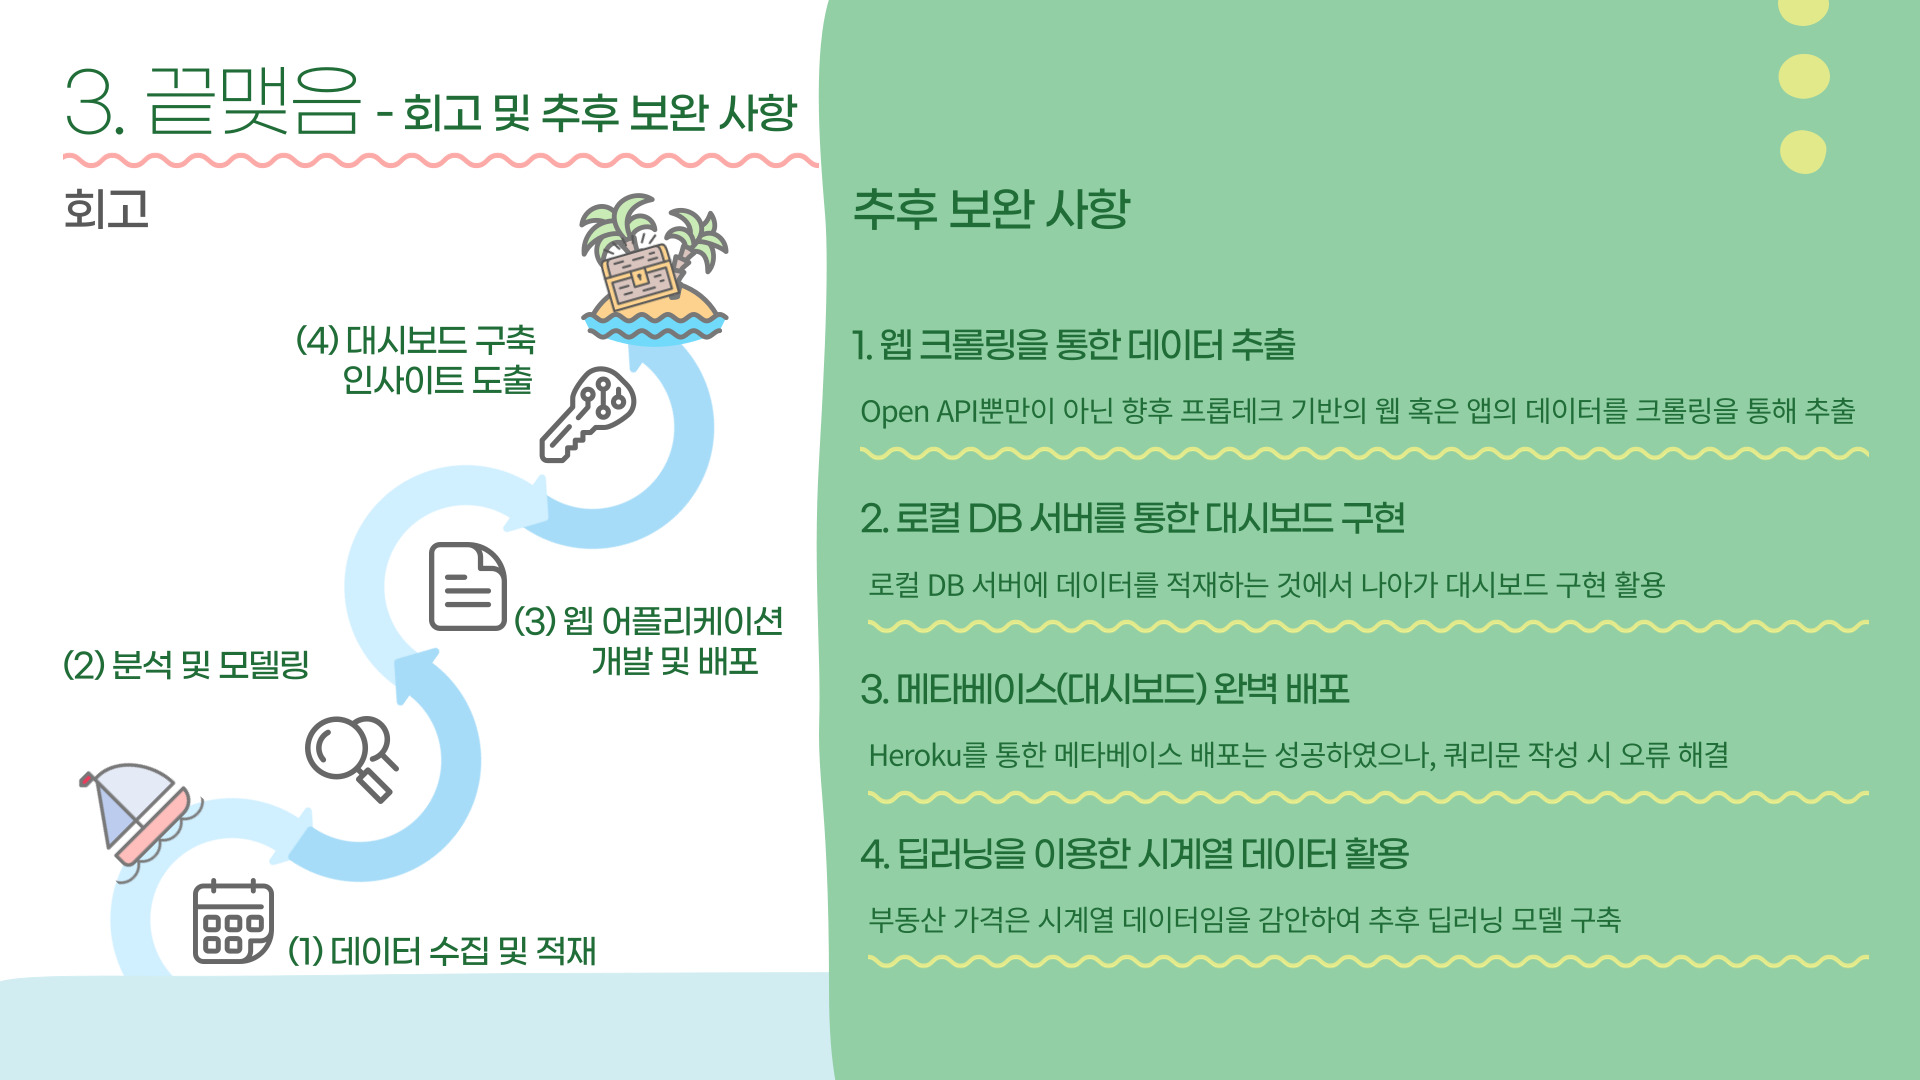 3. 끝맺음 - 회고 및 추후 보완 사항
회고
(4) 대시보드 구축
인사이트 도출
(3) 웹 어플리케이션
개발 및 배포
(2) 분석 및 모델링
(1) 데이터 수집 및 적재
추후 보완 사항
1. 웹 크롤링을 통한 데이터 추출
Open API뿐만이 아닌 향후 프롭테크 기반의 웹 혹은 앱의 데이터를 크롤링을 통해 추출
2. 로컬 DB 서버를 통한 대시보드 구현
로컬 DB 서버에 데이터를 적재하는 것에서 나아가 대시보드 구현 활용
3. 메타베이스(대시보드) 완벽 배포
Heroku를 통한 메타베이스 배포는 성공하였으나, 쿼리문 작성 시 오류 해결
4. 딥러닝을 이용한 시계열 데이터 활용
부동산 가격은 시계열 데이터임을 감안하여 추후 딥러닝 모델 구축